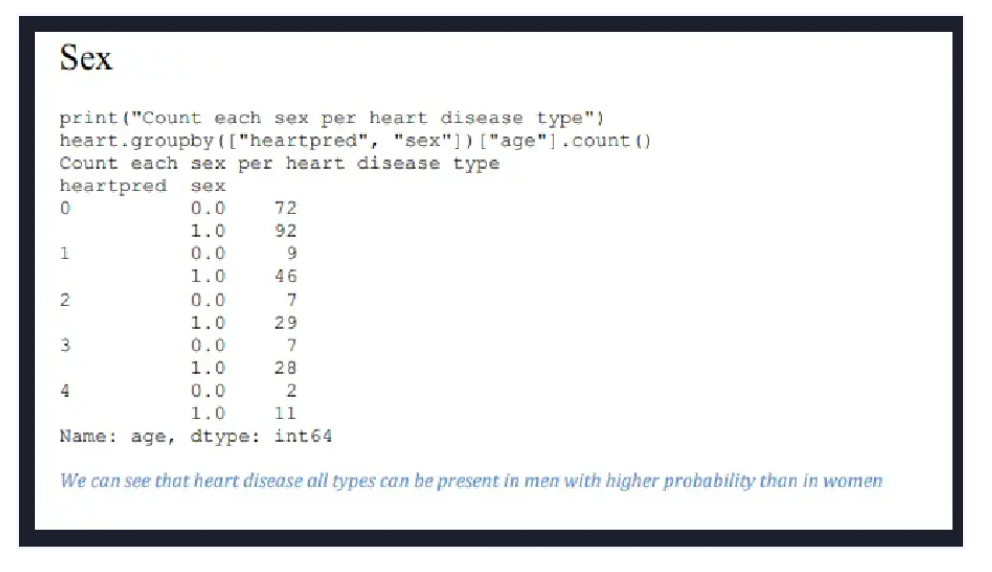 Sex
print("Count each sex per heart disease type")
heart.groupby(["heartpred", "sex"])["age"].count()
Count each sex per heart disease type
heartpred sex
0 0.0 72
1.0 92
1 0.0 9
1.0 46
2 0.0 7
1.0 29
3 0.0 7
1.0 28
4 0.0 2
1.0 11
Name: age, dtype: int64
We can see that heart disease all types can be present in men with higher probability than in women